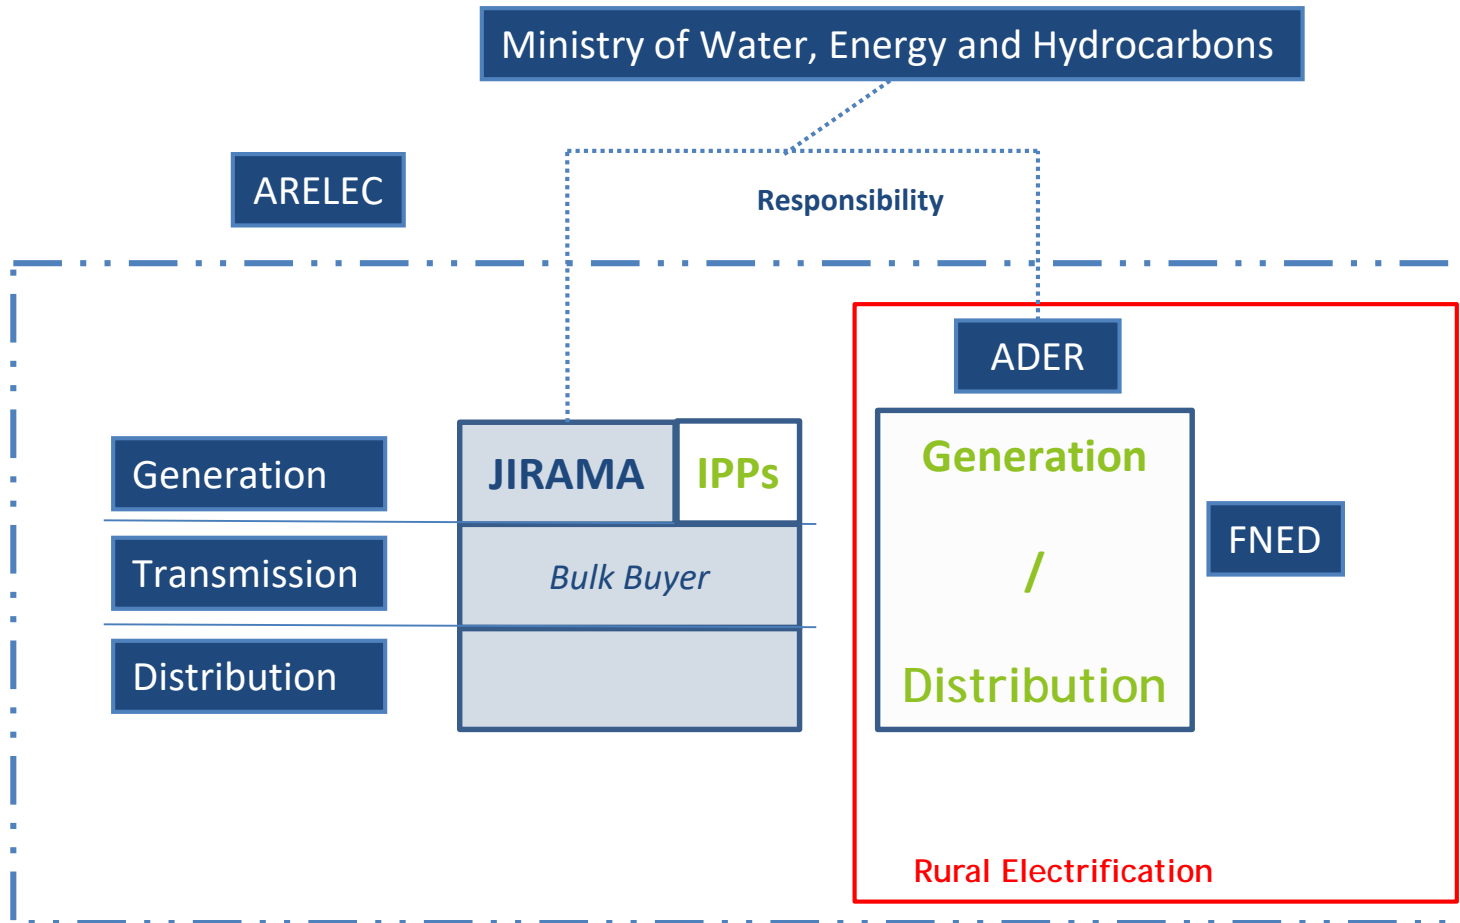 Ministry of Water, Energy and Hydrocarbons
ARELEC
Responsibility
ADER
Generation
JIRAMA
IPPs
Transmission
Bulk Buyer
Distribution
Generation
/
Distribution
FNED
Rural Electrification